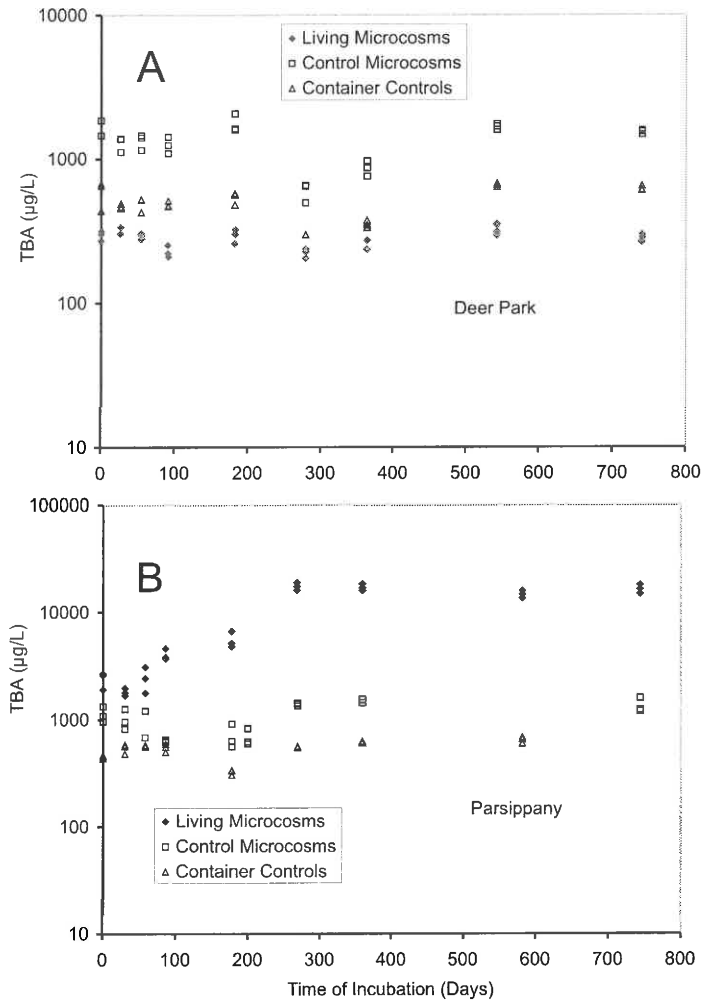 10000
1000
100
10
TBA (µg/L)
A
Living Microcosms
Control Microcosms
Container Controls
Deer Park
0 100 200 300 400 500 600 700 800
100000
10000
1000
100
10
TBA (µg/L)
B
Parsippany
Living Microcosms
Control Microcosms
Container Controls
0 100 200 300 400 500 600 700 800
Time of Incubation (Days)